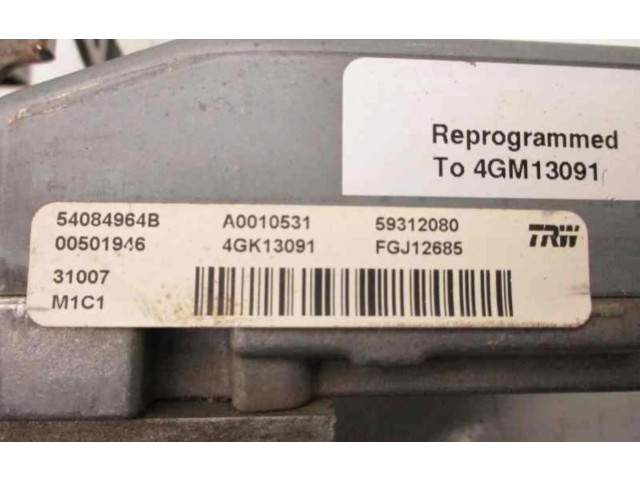 Reprogrammed
To 4GM13091
54084964B A0010531 59312080
00501946 4GK13091 FGJ12685
TRW
31007
M1C1